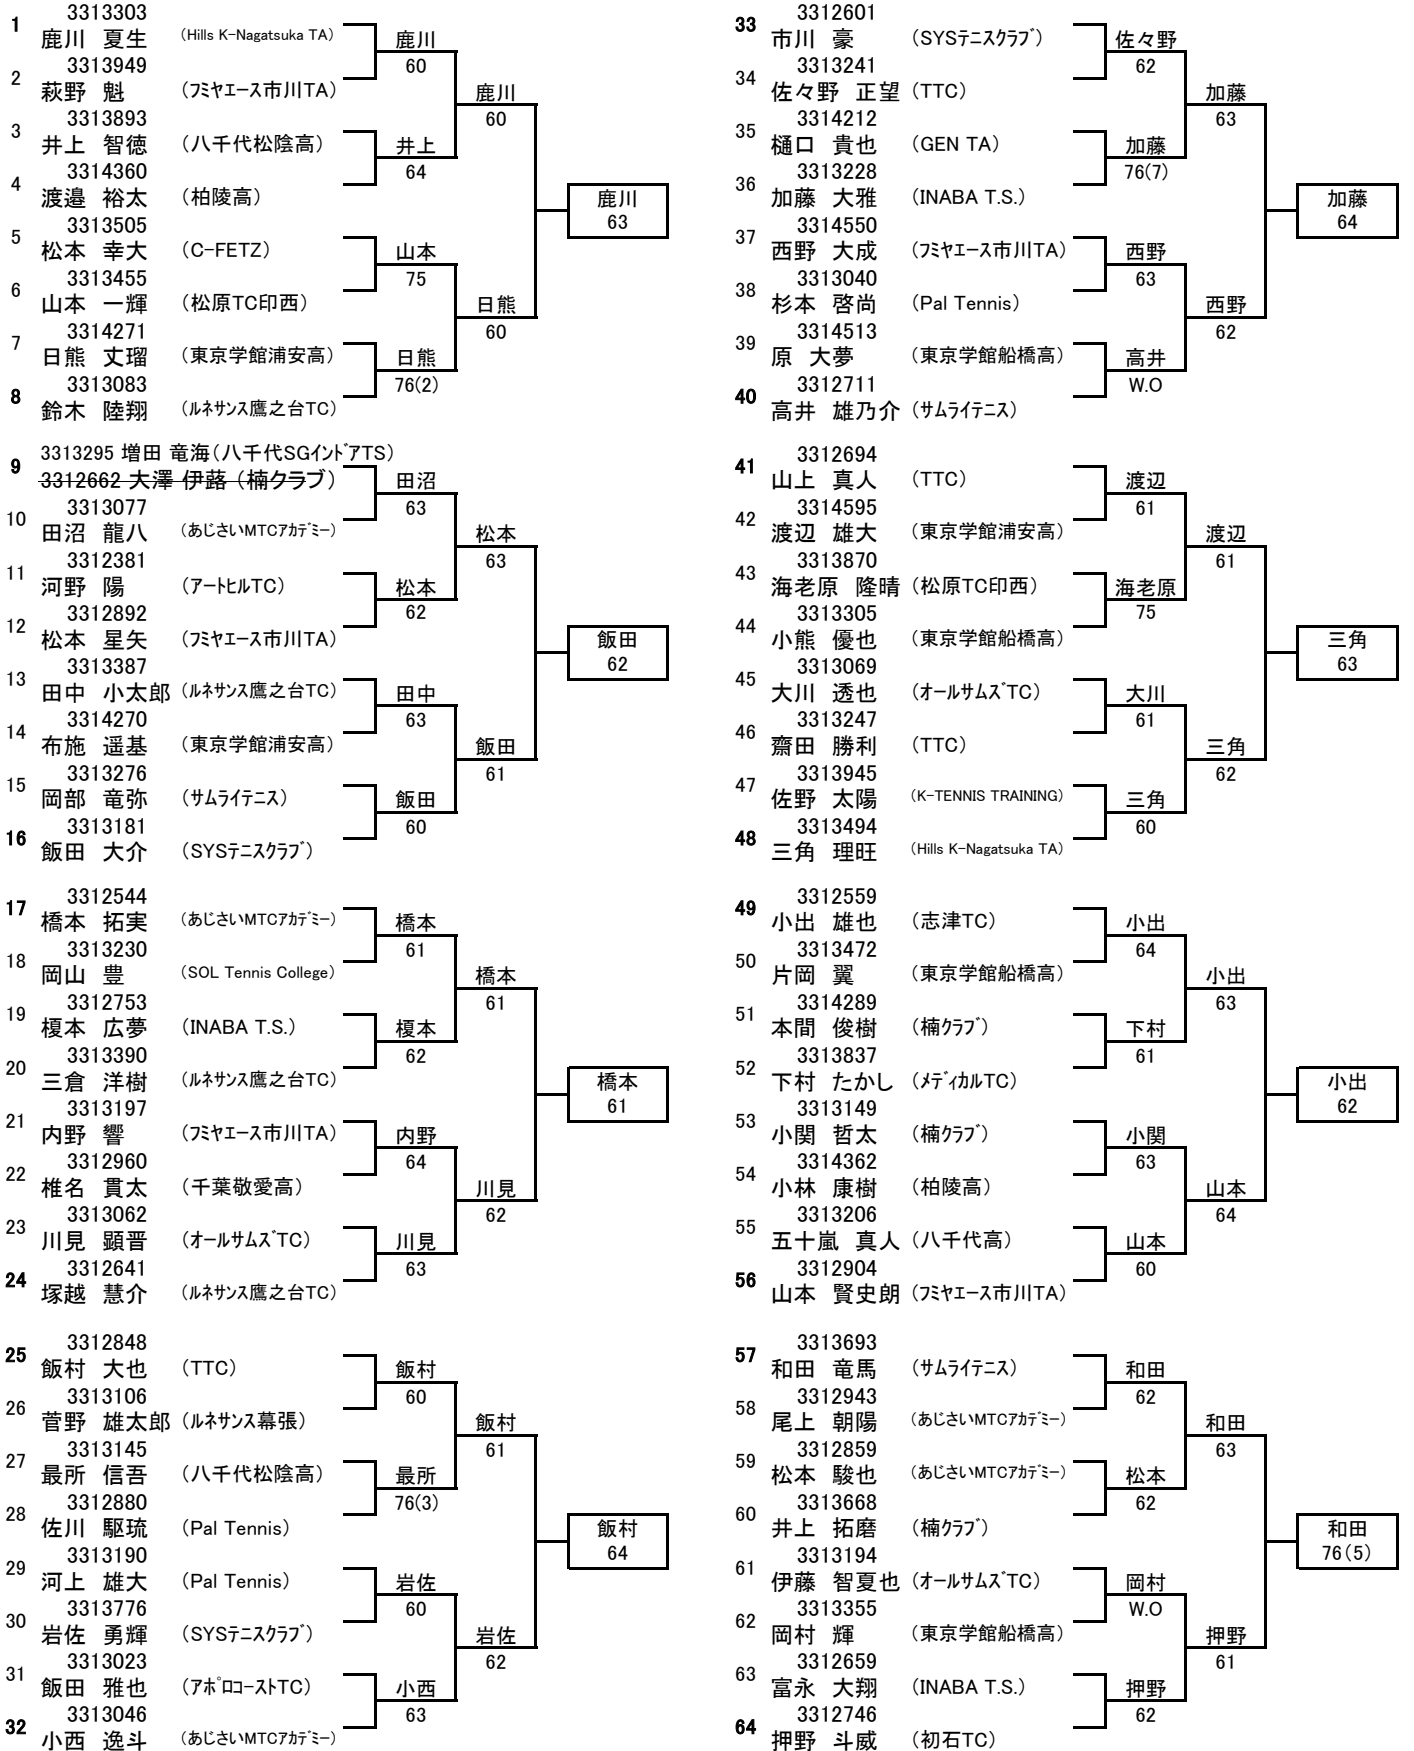 3313303
1 鹿川 夏生 (Hills K-Nagatsuka TA) 鹿川
3313949 60
2 萩野 魁 (フミヤエース市川TA) 鹿川
3313893 60
3 井上 智徳 (八千代松陰高) 井上
3314360 64
4 渡邉 裕太 (柏陵高) 鹿川
3313505 63
5 松本 幸大 (C-FETZ) 山本
3313455 75
6 山本 一輝 (松原TC印西) 日熊
3314271 60
7 日熊 丈瑠 (東京学館浦安高) 日熊
3313083 76(2)
8 鈴木 陸翔 (ルネサンス鷹之台TC)
3313295 増田 竜海(八千代SGインドアTS)
9 3312662 大澤 伊蕗 (楠クラブ) 田沼
3313077 63
10 田沼 龍八 (あじさいMTCアカデミー) 松本
3312381 63
11 河野 陽 (アートヒルTC) 松本
3312892 62
12 松本 星矢 (フミヤエース市川TA) 飯田
3313387 62
13 田中 小太郎 (ルネサンス鷹之台TC) 田中
3314270 63
14 布施 遥基 (東京学館浦安高) 飯田
3313276 61
15 岡部 竜弥 (サムライテニス) 飯田
3313181 60
16 飯田 大介 (SYSテニスクラブ)
3312544
17 橋本 拓実 (あじさいMTCアカデミー) 橋本
3313230 61
18 岡山 豊 (SOL Tennis College) 橋本
3312753 61
19 榎本 広夢 (INABA T.S.) 榎本
3313390 62
20 三倉 洋樹 (ルネサンス鷹之台TC) 橋本
3313197 61
21 内野 響 (フミヤエース市川TA) 内野
3312960 64
22 椎名 貫太 (千葉敬愛高) 川見
3313062 62
23 川見 顕晋 (オールサムズTC) 川見
3312641 63
24 塚越 慧介 (ルネサンス鷹之台TC)
3312848
25 飯村 大也 (TTC) 飯村
3313106 60
26 菅野 雄太郎 (ルネサンス幕張) 飯村
3313145 61
27 最所 信吾 (八千代松陰高) 最所
3312880 76(3)
28 佐川 駆琉 (Pal Tennis) 飯村
3313190 64
29 河上 雄大 (Pal Tennis) 岩佐
3313776 60
30 岩佐 勇輝 (SYSテニスクラブ) 岩佐
3313023 62
31 飯田 雅也 (アポロコーストTC) 小西
3313046 63
32 小西 逸斗 (あじさいMTCアカデミー)
3312601
33 市川 豪 (SYSテニスクラブ) 佐々野
3313241 62
34 佐々野 正望 (TTC) 加藤
3314212 63
35 樋口 貴也 (GEN TA) 加藤
3313228 76(7)
36 加藤 大雅 (INABA T.S.) 加藤
3314550 64
37 西野 大成 (フミヤエース市川TA) 西野
3313040 63
38 杉本 啓尚 (Pal Tennis) 西野
3314513 62
39 原 大夢 (東京学館船橋高) 高井
3312711 W.O
40 高井 雄乃介 (サムライテニス)
3312694
41 山上 真人 (TTC) 渡辺
3314595 61
42 渡辺 雄大 (東京学館浦安高) 渡辺
3313870 61
43 海老原 隆晴 (松原TC印西) 海老原
3313305 75
44 小熊 優也 (東京学館船橋高) 三角
3313069 63
45 大川 透也 (オールサムズTC) 大川
3313247 61
46 齋田 勝利 (TTC) 三角
3313945 62
47 佐野 太陽 (K-TENNIS TRAINING) 三角
3313494 60
48 三角 理旺 (Hills K-Nagatsuka TA)
3312559
49 小出 雄也 (志津TC) 小出
3313472 64
50 片岡 翼 (東京学館船橋高) 小出
3314289 63
51 本間 俊樹 (楠クラブ) 下村
3313837 61
52 下村 たかし (メディカルTC) 小出
3313149 62
53 小関 哲太 (楠クラブ) 小関
3314362 63
54 小林 康樹 (柏陵高) 山本
3313206 64
55 五十嵐 真人 (八千代高) 山本
3312904 60
56 山本 賢史朗 (フミヤエース市川TA)
3313693
57 和田 竜馬 (サムライテニス) 和田
3312943 62
58 尾上 朝陽 (あじさいMTCアカデミー) 和田
3312859 63
59 松本 駿也 (あじさいMTCアカデミー) 松本
3313668 62
60 井上 拓磨 (楠クラブ) 和田
3313194 76(5)
61 伊藤 智夏也 (オールサムズTC) 岡村
3313355 W.O
62 岡村 輝 (東京学館船橋高) 押野
3312659 61
63 富永 大翔 (INABA T.S.) 押野
3312746 62
64 押野 斗威 (初石TC)